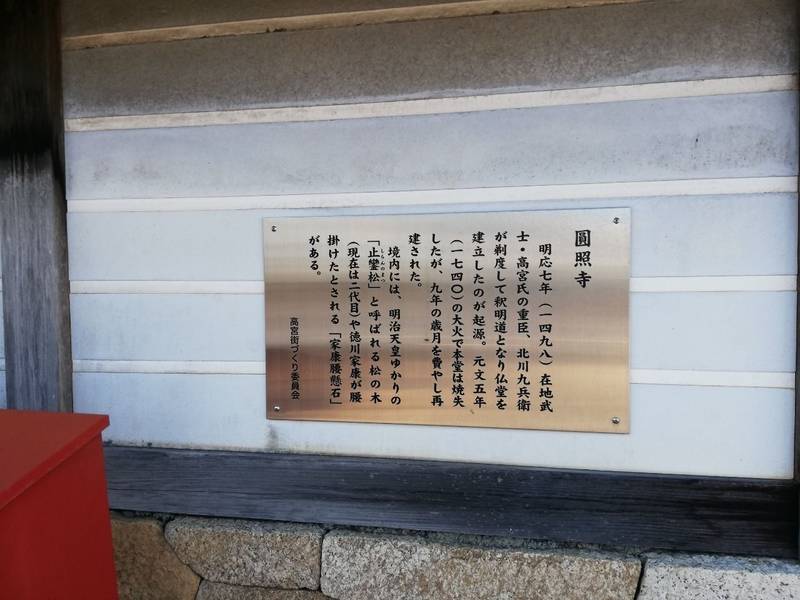 圓照寺
明応七年（一四九八）在地武
士・高宮氏の重臣、北川九兵衛
が剃度して釈明道となり仏堂を
建立したのが起源。元文五年
（一七四〇）の大火で本堂は焼失
したが、九年の歳月を費やし再
建された。
境内には、明治天皇ゆかりの
「止鑾松」と呼ばれる松の木
しらんのまつ
（現在は二代目）や徳川家康が腰
掛けたとされる「家康腰懸石」
がある。
高宮街づくり委員会